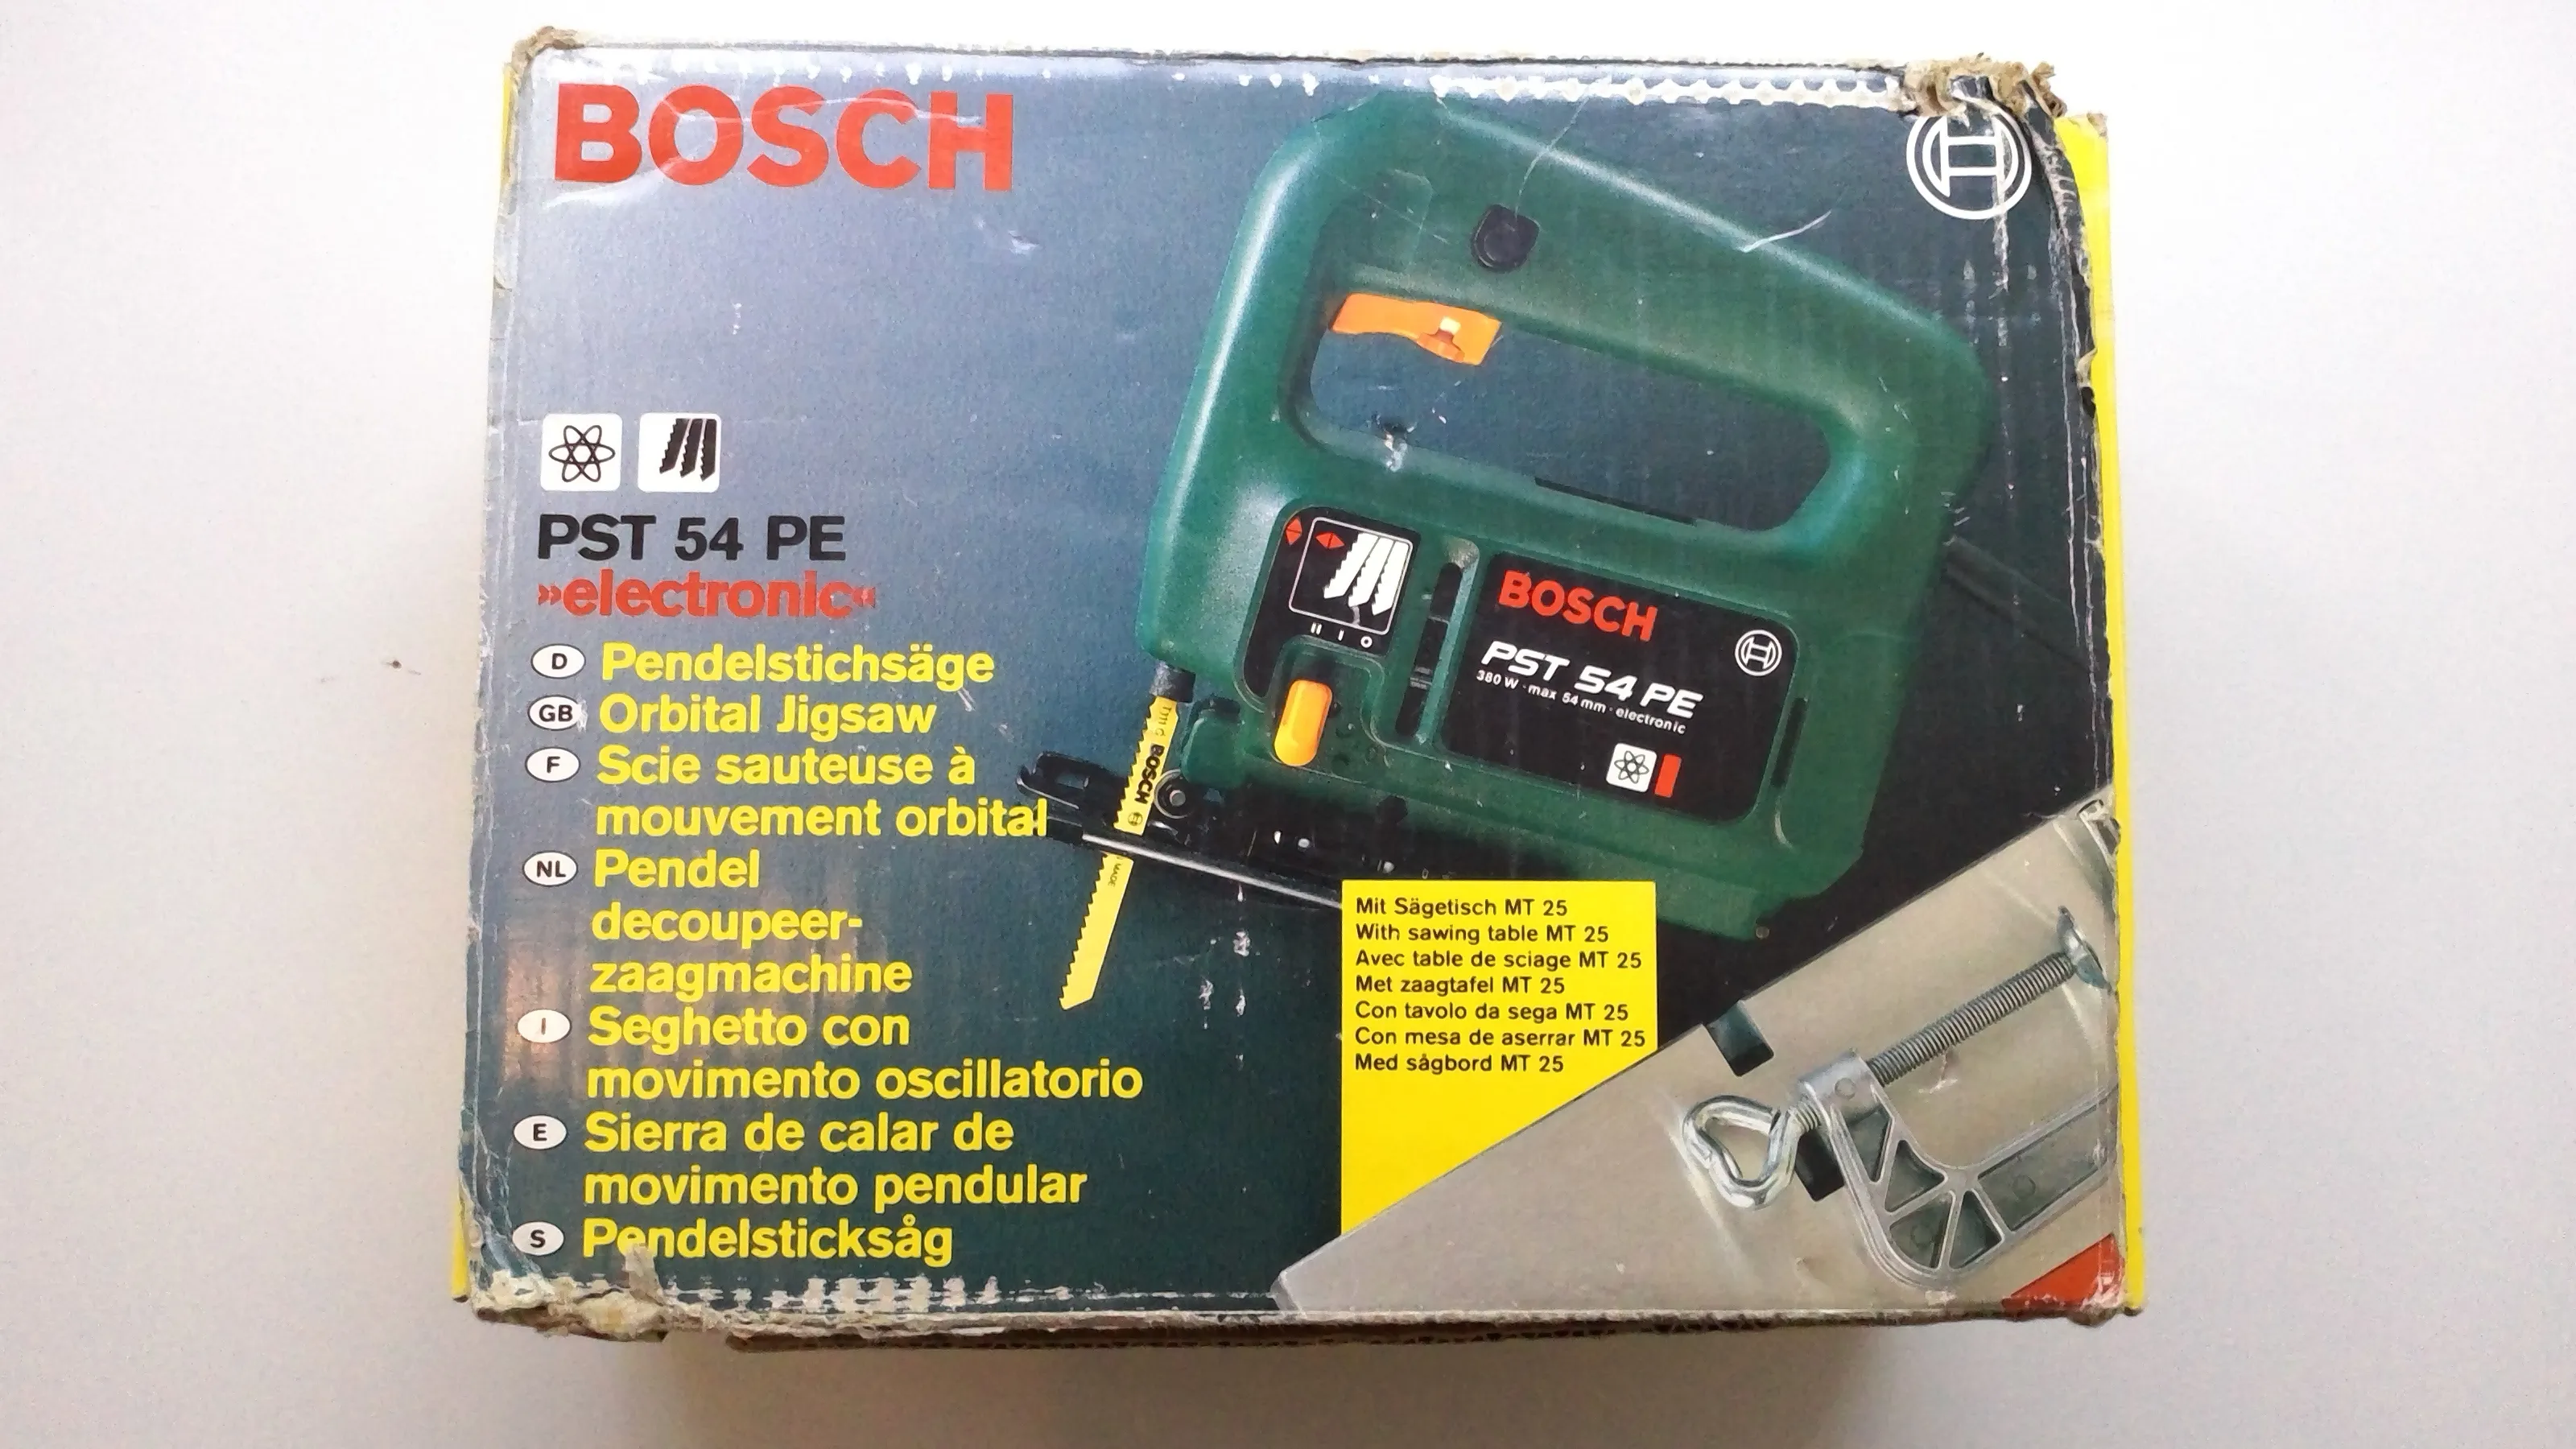 BOSCH
PST 54 PE
»electronic«
D Pendelstichsäge
GB Orbital Jigsaw
F Scie sauteuse à
mouvement orbital
NL Pendel
decoupeer-
zaagmachine
I Seghetto con
movimento oscillatorio
E Sierra de calar de
movimento pendular
S Pendelsticksåg
II I O
BOSCH
PST 54 PE
380 W · max 54 mm · electronic
BOSCH
MADE
Mit Sägetisch MT 25
With sawing table MT 25
Avec table de sciage MT 25
Met zaagtafel MT 25
Con tavolo da sega MT 25
Con mesa de aserrar MT 25
Med sågbord MT 25